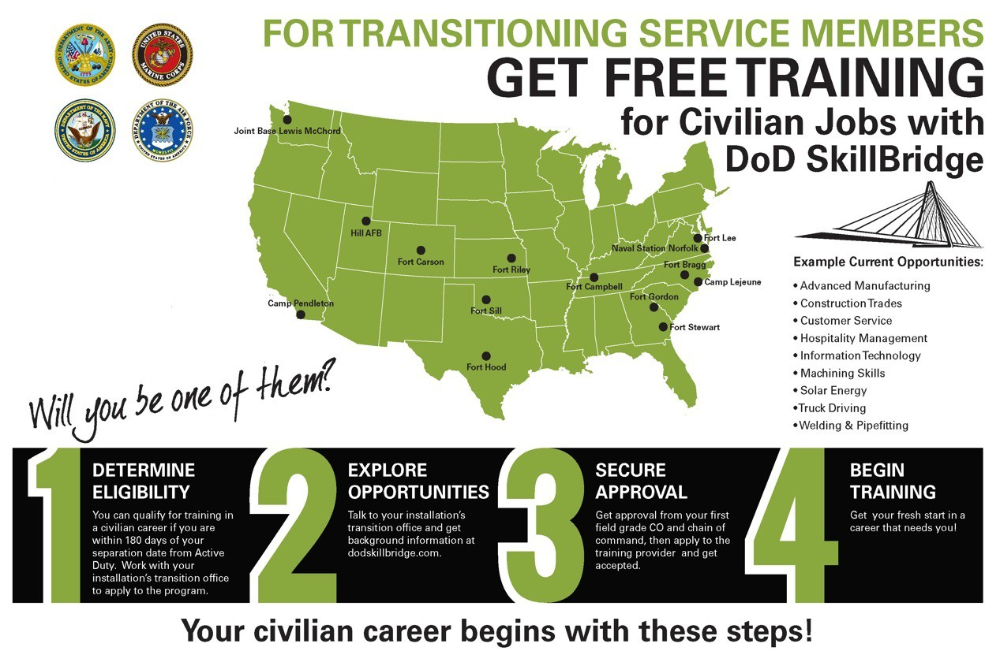 FOR TRANSITIONING SERVICE MEMBERS
GET FREE TRAINING
for Civilian Jobs with
DoD SkillBridge
DEPARTMENT OF THE ARMY
UNITED STATES OF AMERICA
1775
UNITED STATES
MARINE CORPS
DEPARTMENT OF THE NAVY
UNITED STATES OF AMERICA
DEPARTMENT OF THE AIR FORCE
MCMXLVII
UNITED STATES OF AMERICA
Joint Base Lewis McChord
Hill AFB
Fort Carson
Fort Riley
Camp Pendleton
Fort Sill
Fort Hood
Fort Lee
Naval Station Norfolk
Fort Bragg
Camp Lejeune
Fort Campbell
Fort Gordon
Fort Stewart
Example Current Opportunities:
• Advanced Manufacturing
• Construction Trades
• Customer Service
• Hospitality Management
• Information Technology
• Machining Skills
• Solar Energy
• Truck Driving
• Welding & Pipefitting
Will you be one of them?
1
DETERMINE
ELIGIBILITY
You can qualify for training in
a civilian career if you are
within 180 days of your
separation date from Active
Duty. Work with your
installation's transition office
to apply to the program.
2
EXPLORE
OPPORTUNITIES
Talk to your installation's
transition office and get
background information at
dodskillbridge.com.
3
SECURE
APPROVAL
Get approval from your first
field grade CO and chain of
command, then apply to the
training provider and get
accepted.
4
BEGIN
TRAINING
Get your fresh start in a
career that needs you!
Your civilian career begins with these steps!